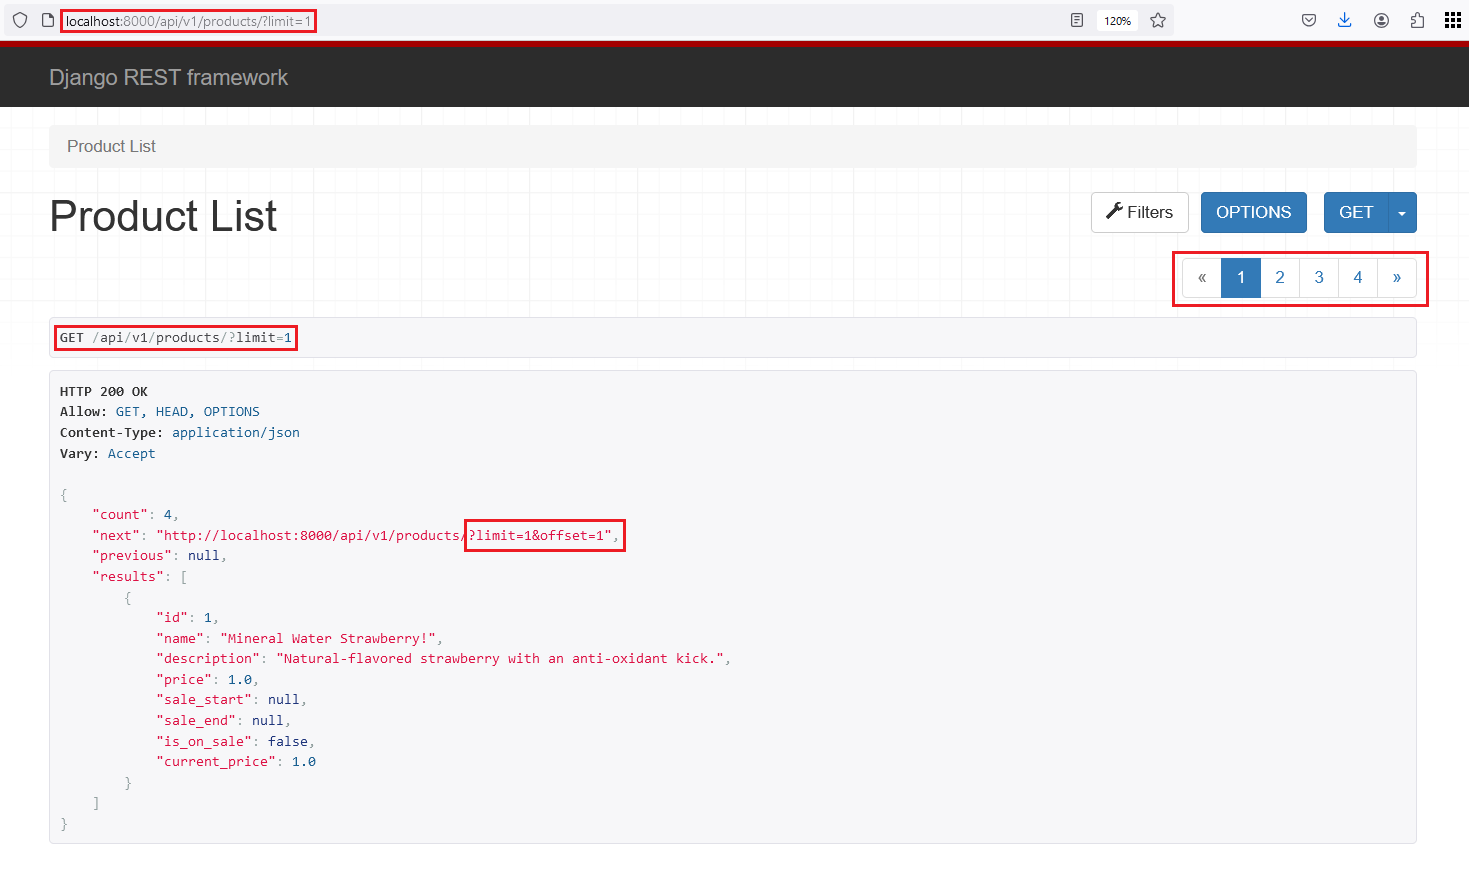 localhost:8000/api/v1/products/?limit=1
120%
Django REST framework
Product List
Product List
Filters
OPTIONS
GET
« 1 2 3 4 »
GET /api/v1/products/?limit=1
HTTP 200 OK
Allow: GET, HEAD, OPTIONS
Content-Type: application/json
Vary: Accept
{
    "count": 4,
    "next": "http://localhost:8000/api/v1/products/?limit=1&offset=1",
    "previous": null,
    "results": [
        {
            "id": 1,
            "name": "Mineral Water Strawberry!",
            "description": "Natural-flavored strawberry with an anti-oxidant kick.",
            "price": 1.0,
            "sale_start": null,
            "sale_end": null,
            "is_on_sale": false,
            "current_price": 1.0
        }
    ]
}